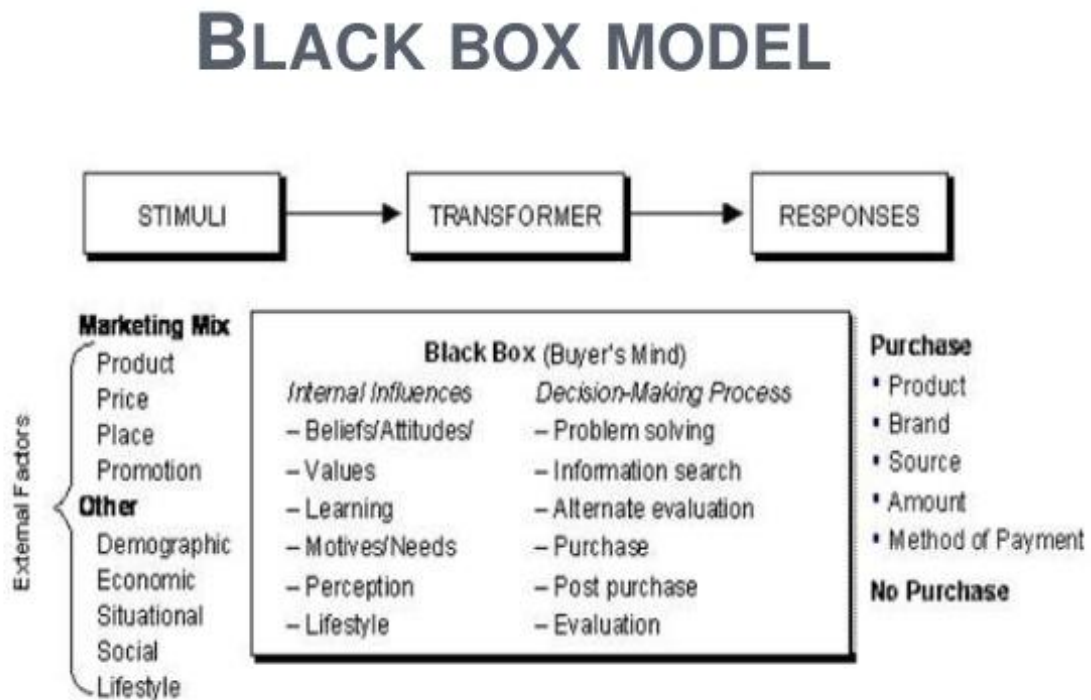 BLACK BOX MODEL
STIMULI
TRANSFORMER
RESPONSES
External Factors
Marketing Mix
Product
Price
Place
Promotion
Other
Demographic
Economic
Situational
Social
Lifestyle
Black Box (Buyer's Mind)
Internal Influences
– Beliefs/Attitudes/
– Values
– Learning
– Motives/Needs
– Perception
– Lifestyle
Decision-Making Process
– Problem solving
– Information search
– Alternate evaluation
– Purchase
– Post purchase
– Evaluation
Purchase
▪ Product
▪ Brand
▪ Source
▪ Amount
▪ Method of Payment
No Purchase